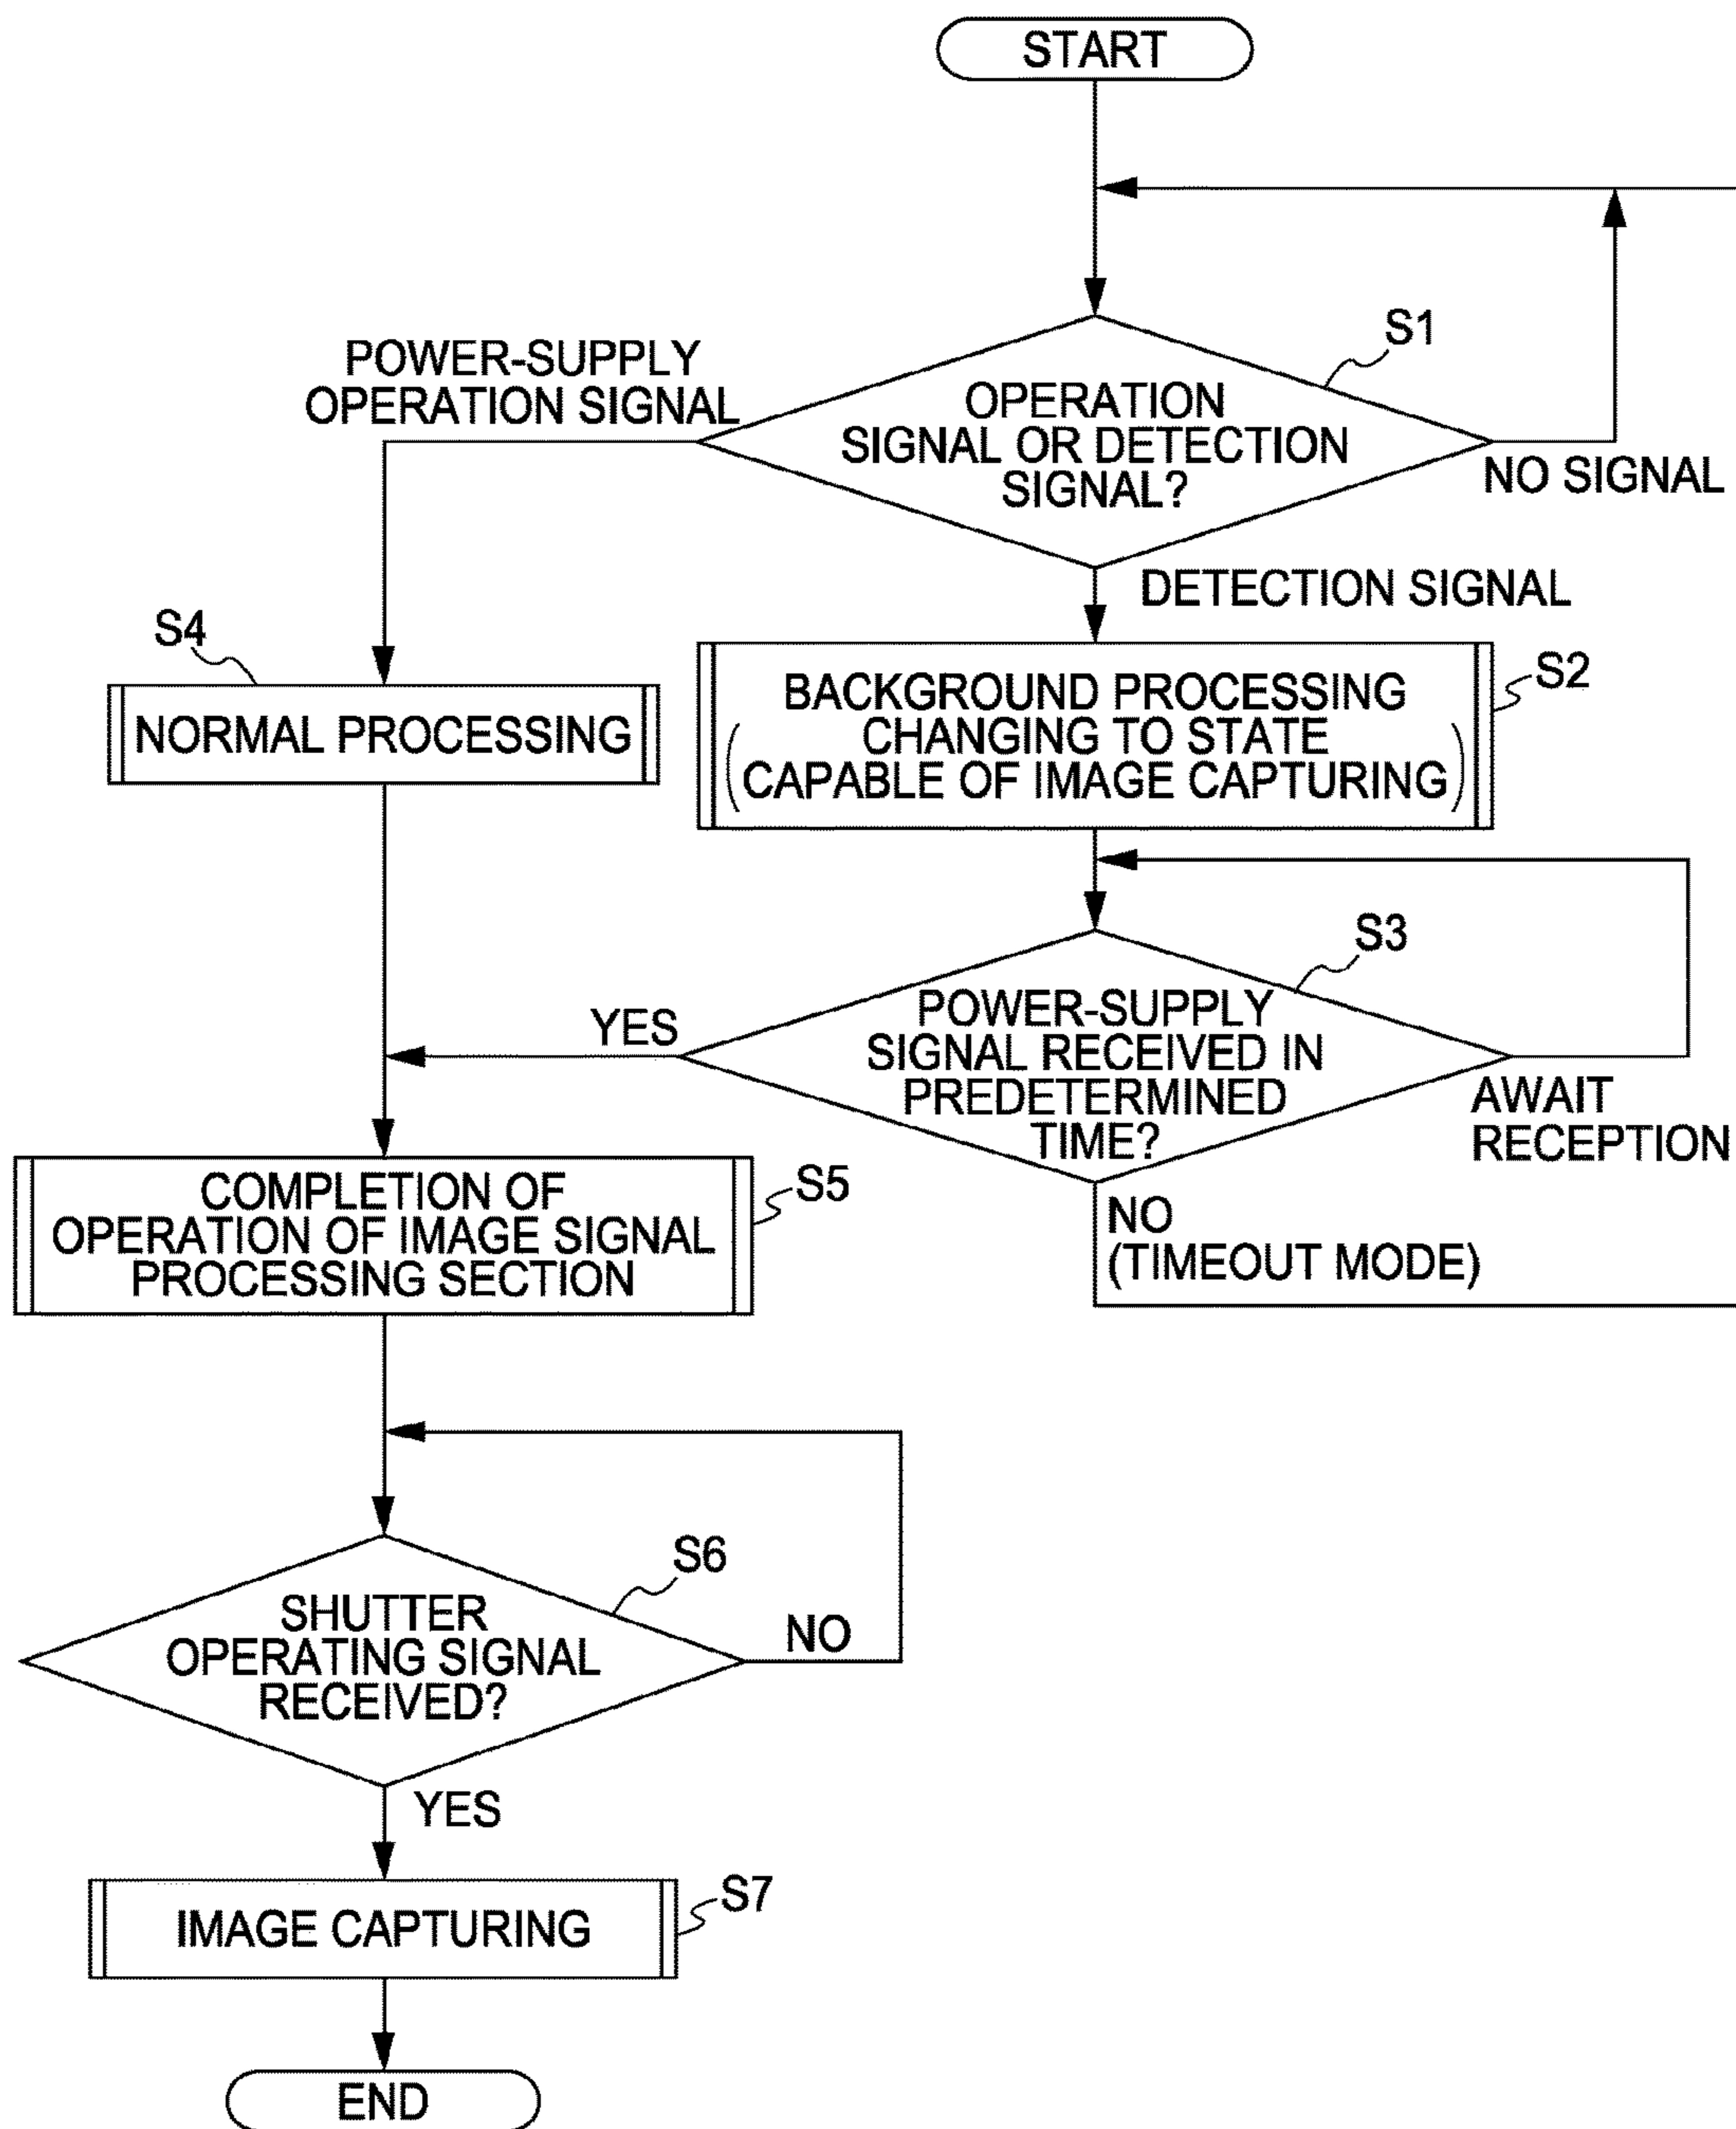 START
S1
POWER-SUPPLY
OPERATION SIGNAL
OPERATION
SIGNAL OR DETECTION
SIGNAL?
NO SIGNAL
DETECTION SIGNAL
S4
NORMAL PROCESSING
S2
BACKGROUND PROCESSING
(CHANGING TO STATE
CAPABLE OF IMAGE CAPTURING)
S3
POWER-SUPPLY
SIGNAL RECEIVED IN
PREDETERMINED
TIME?
YES
AWAIT
RECEPTION
NO
(TIMEOUT MODE)
COMPLETION OF
OPERATION OF IMAGE SIGNAL
PROCESSING SECTION
S5
S6
SHUTTER
OPERATING SIGNAL
RECEIVED?
NO
YES
IMAGE CAPTURING
S7
END